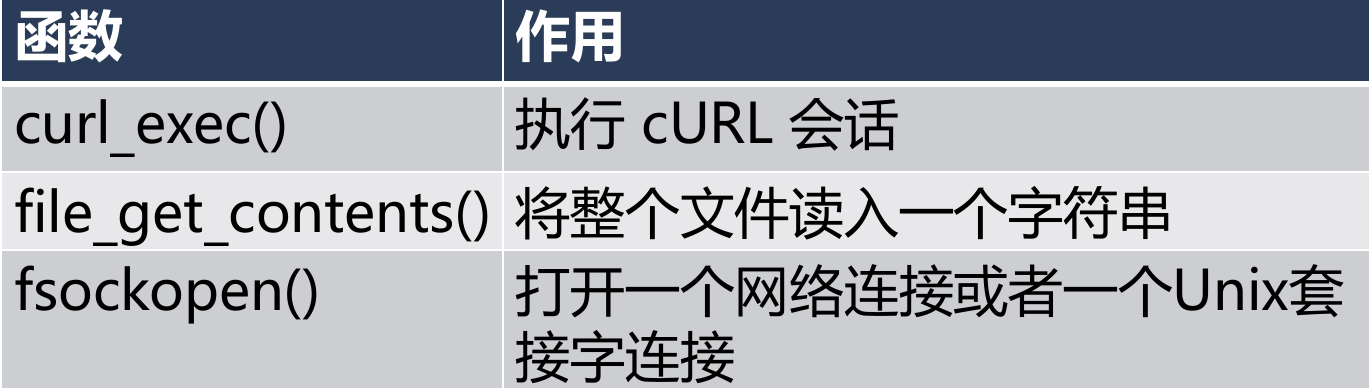 函数 作用
curl_exec() 执行 cURL 会话
file_get_contents() 将整个文件读入一个字符串
fsockopen() 打开一个网络连接或者一个Unix套
接字连接